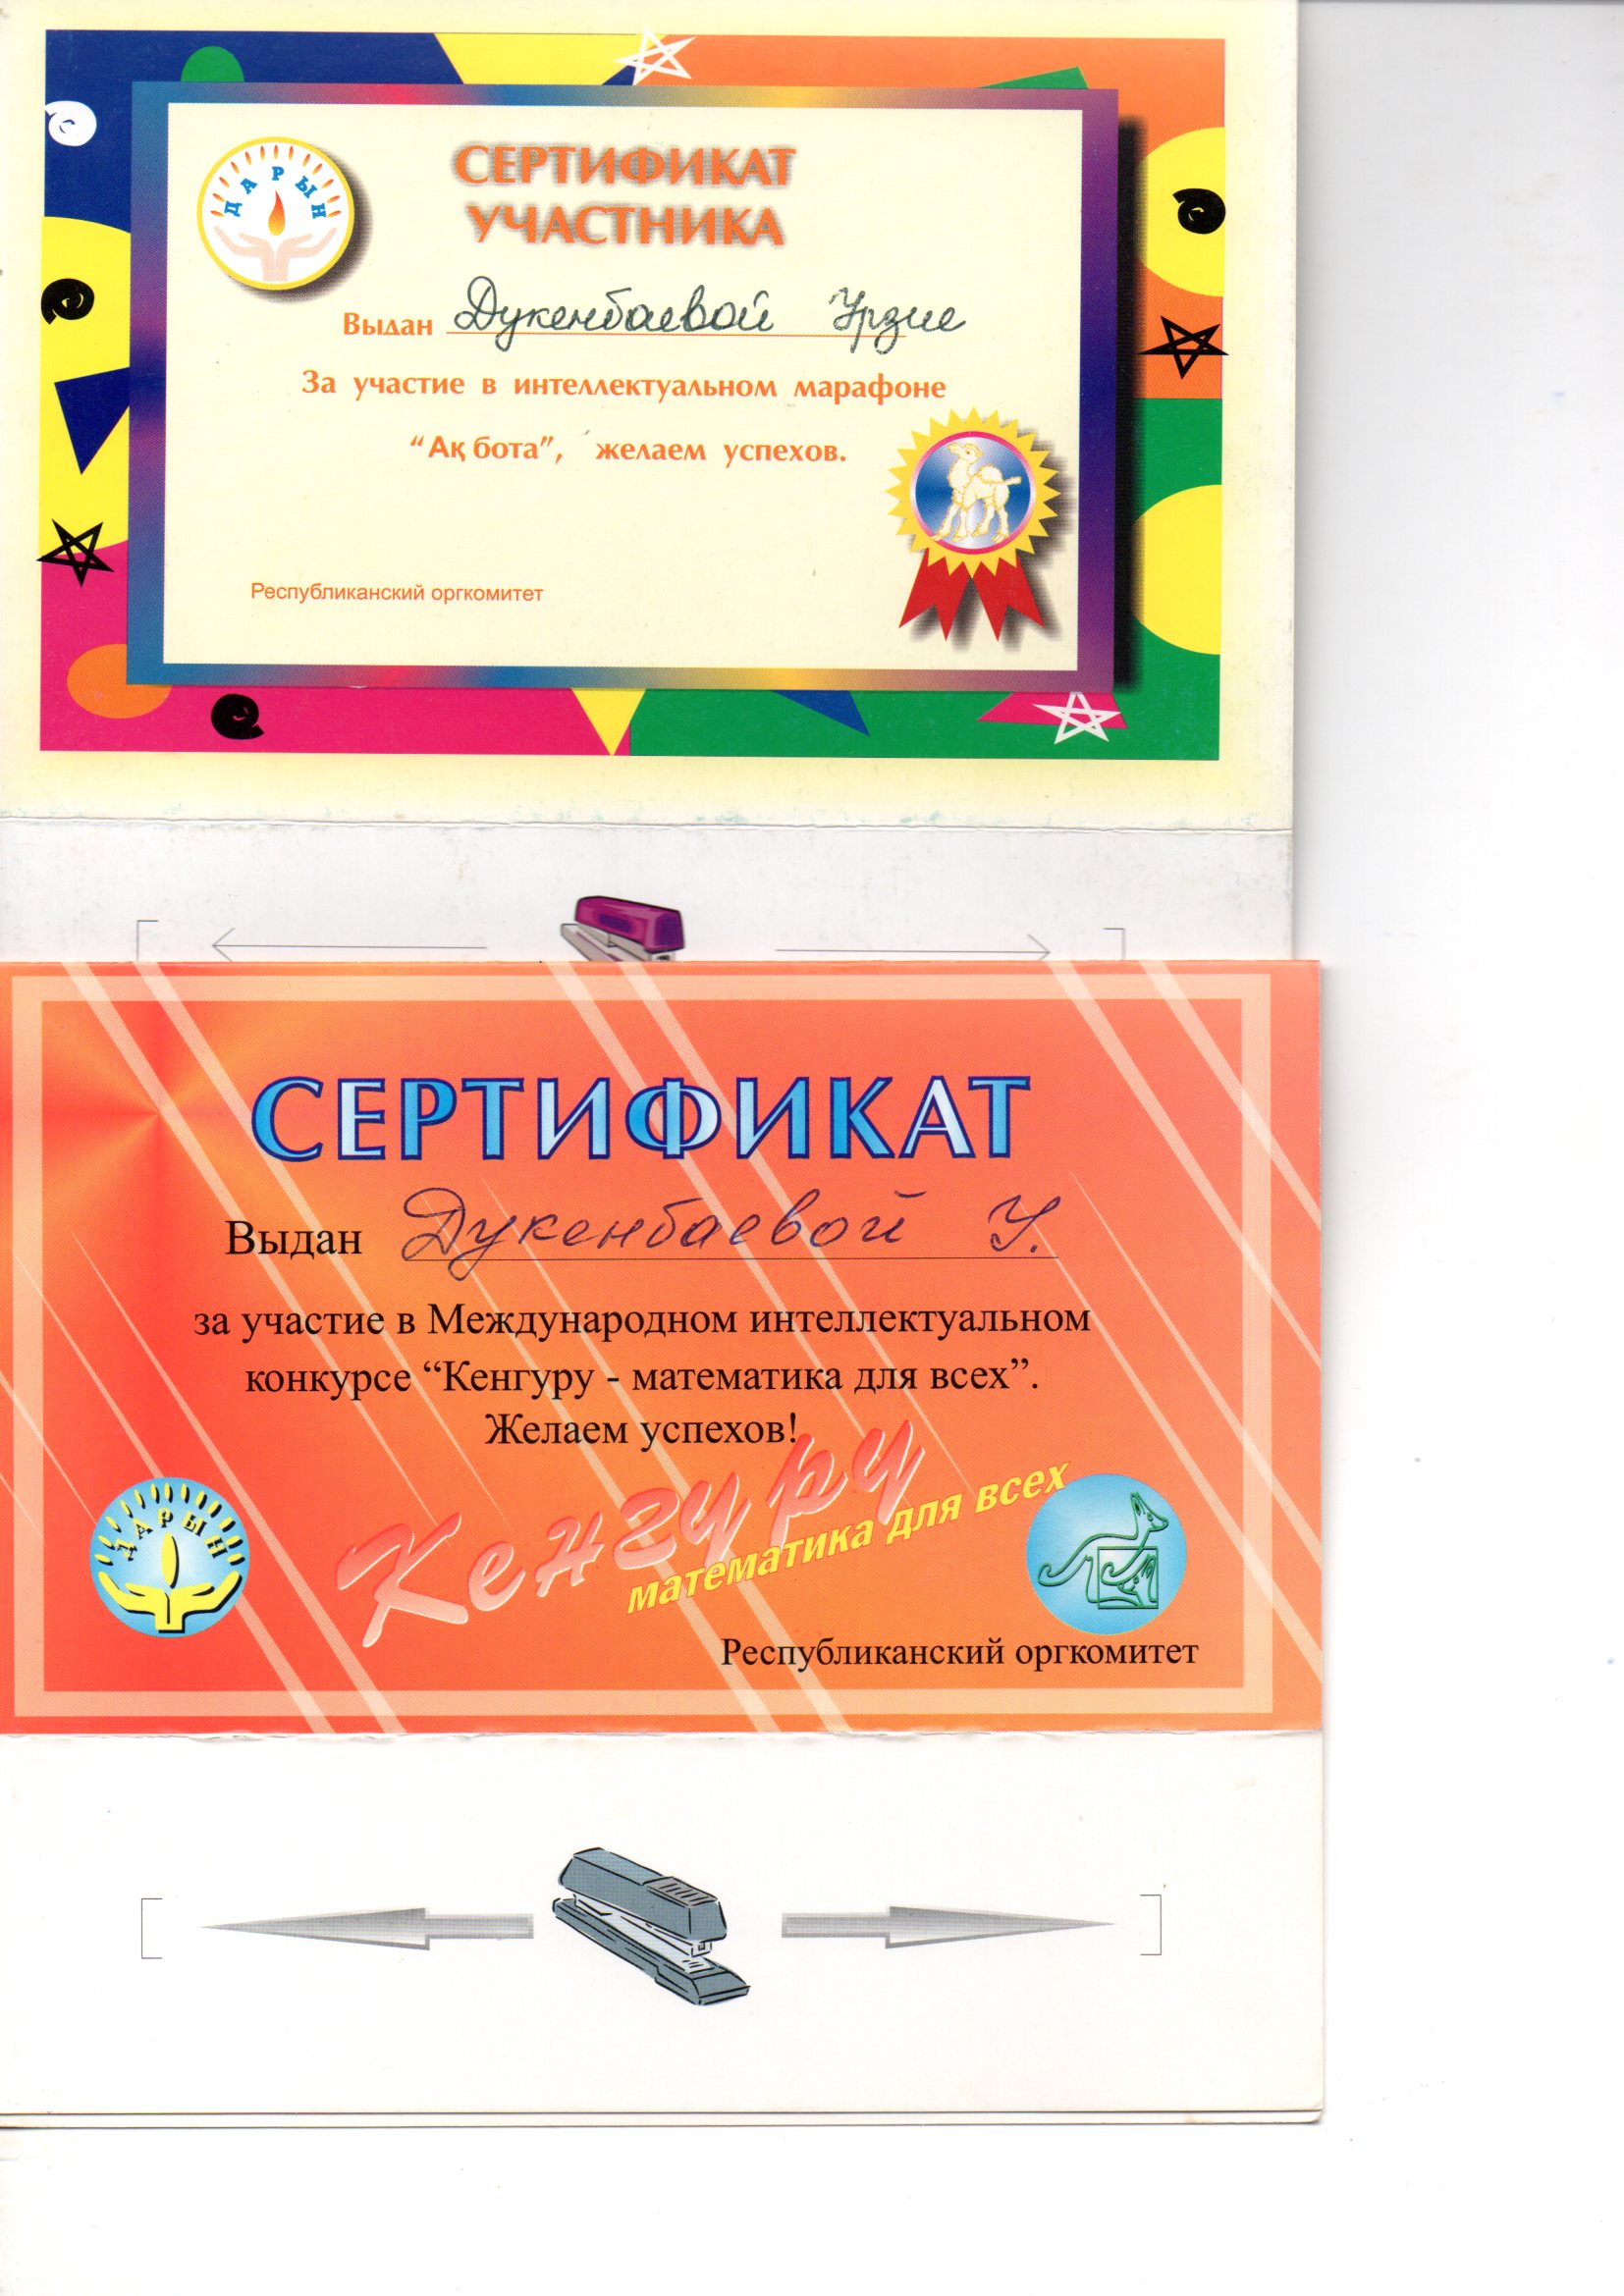 ДАРЫН
СЕРТИФИКАТ
УЧАСТНИКА
Выдан Дукенбаевой Урзие
За участие в интеллектуальном марафоне
“Ақ бота”, желаем успехов.
Республиканский оргкомитет
СЕРТИФИКАТ
Выдан Дукенбаевой У.
за участие в Международном интеллектуальном
конкурсе “Кенгуру - математика для всех”.
Желаем успехов!
Кенгуру
математика для всех
ДАРЫН
Республиканский оргкомитет